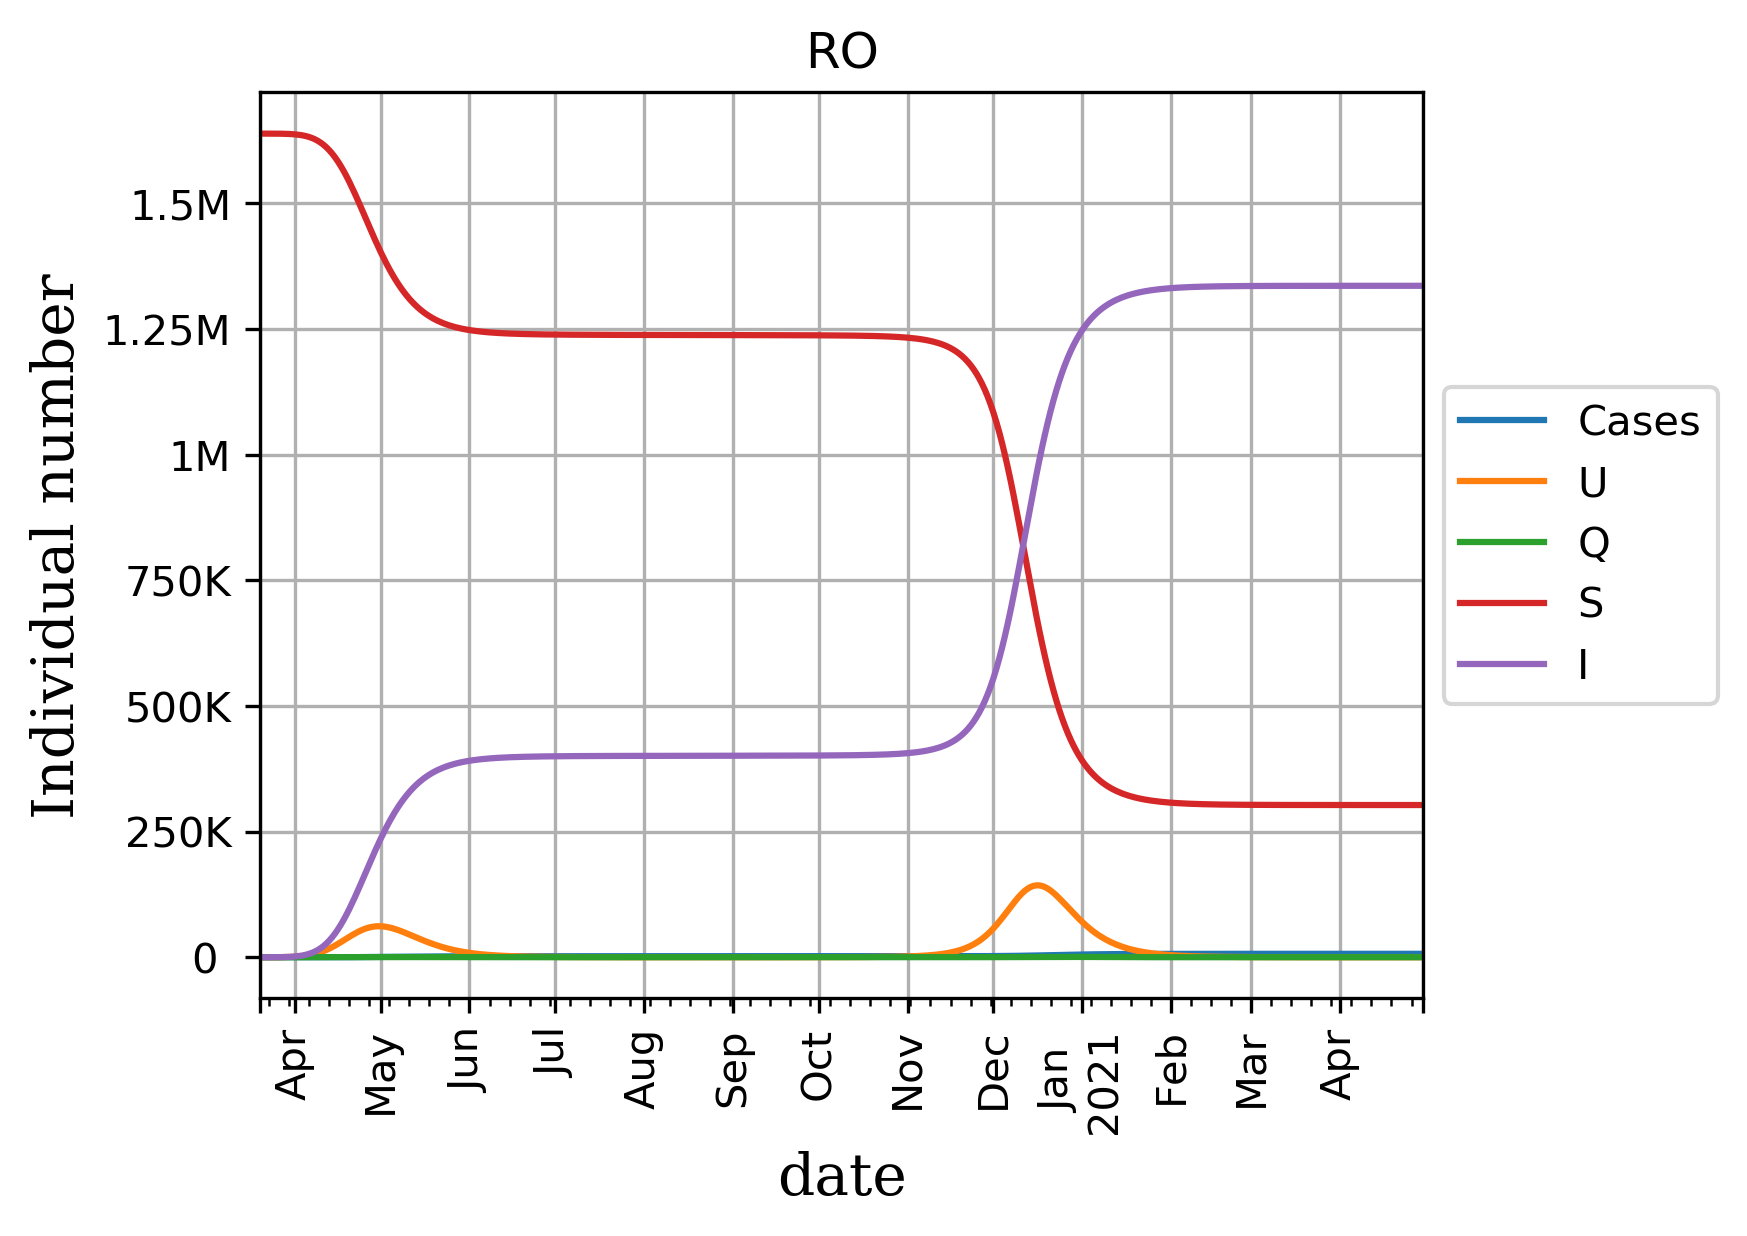 RO
Individual number
1.5M
1.25M
1M
750K
500K
250K
0
Apr
May
Jun
Jul
Aug
Sep
Oct
Nov
Dec
Jan
2021
Feb
Mar
Apr
date
Cases
U
Q
S
I